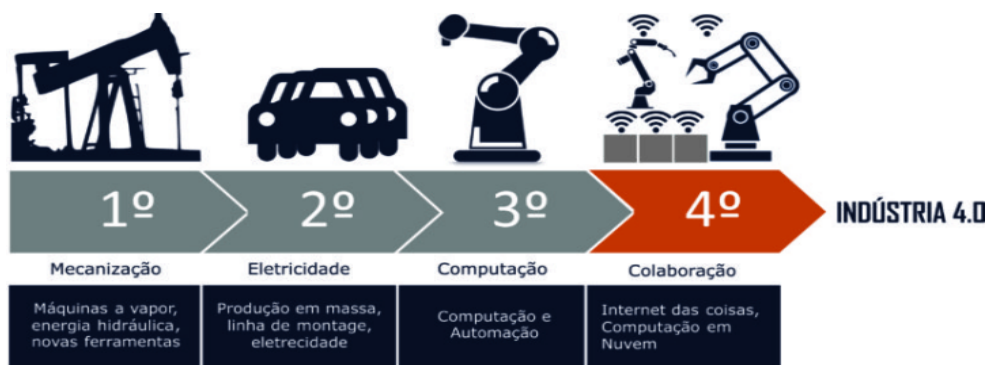 1º
2º
3º
4º
INDÚSTRIA 4.0
Mecanização
Eletricidade
Computação
Colaboração
Máquinas a vapor,
energia hidráulica,
novas ferramentas
Produção em massa,
linha de montage,
eletrecidade
Computação e
Automação
Internet das coisas,
Computação em
Nuvem